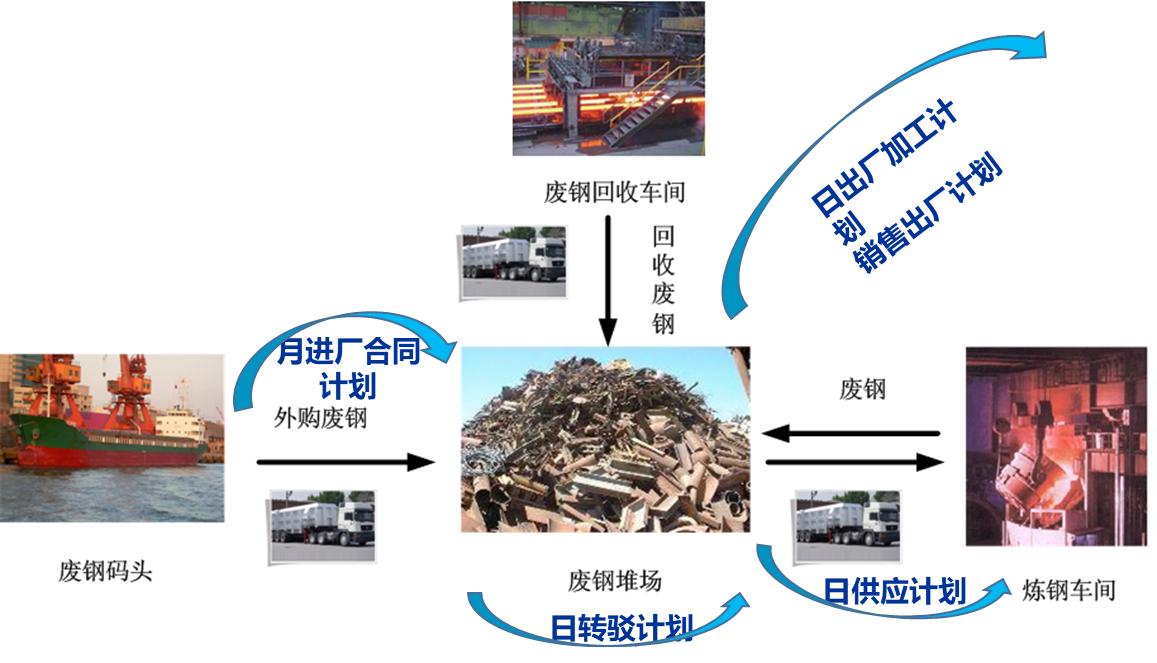 废钢回收车间
回
收
废
钢
日出厂加工计
划
销售出厂计划
月进厂合同
计划
外购废钢
废钢
废钢码头
废钢堆场
日转驳计划
日供应计划
炼钢车间